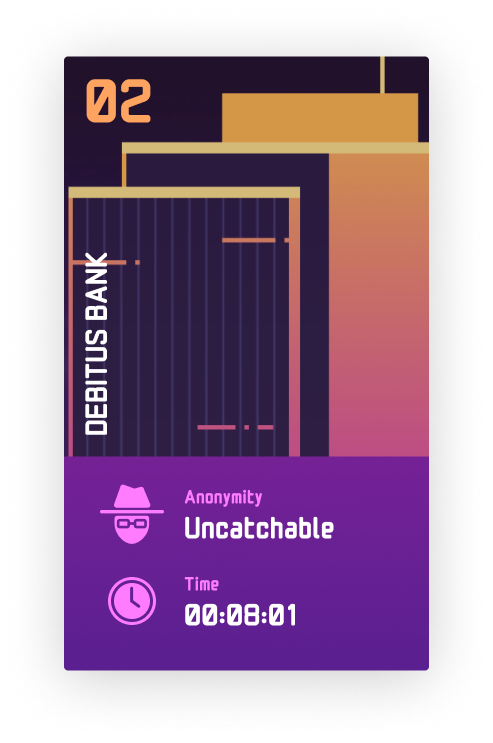 02
DEBITUS BANK
Anonymity
Uncatchable
Time
00:08:01